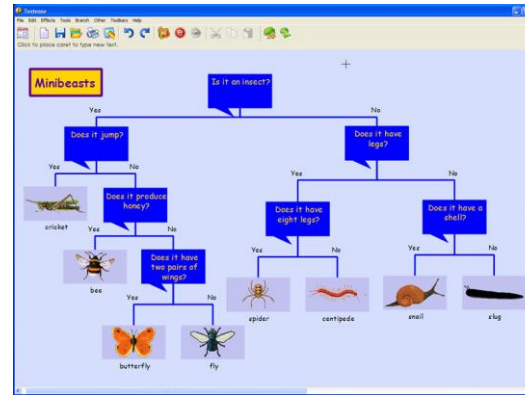 Textease
File Edit Effects Tools Branch Other Toolbars Help
Click to place caret to type new text.
Minibeasts
Is it an insect?
Yes
No
Does it jump?
Does it have
legs?
Yes
No
Yes
No
cricket
Does it produce
honey?
Does it have
eight legs?
Does it have a
shell?
Yes
No
Yes
No
Yes
No
bee
Does it have
two pairs of
wings?
spider
centipede
snail
slug
Yes
No
butterfly
fly